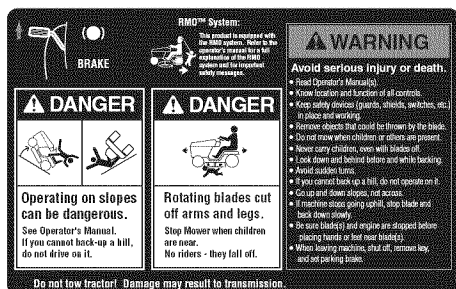 RMO™ System:
This product is equipped with
the RMO system. Refer to the
operator's manual for a full
explanation of the RMO
system and for important
safety messages.
BRAKE
DANGER
Operating on slopes
can be dangerous.
See Operator's Manual.
If you cannot back-up a hill,
do not drive on it.
DANGER
Rotating blades cut
off arms and legs.
Stop Mower when children
are near.
No riders - they fall off.
WARNING
Avoid serious injury or death.
• Read Operator's Manual(s).
• Know location and function of all controls.
• Keep safety devices (guards, shields, switches, etc.)
in place and working.
• Remove objects that could be thrown by the blade.
• Do not mow when children or others are present.
• Never carry children, even with blades off.
• Look down and behind before and while backing.
• Avoid sudden turns.
• If you cannot back up a hill, do not operate on it.
• Go up and down slopes, not across.
• If machine stops going uphill, stop blade and
back down slowly.
• Be sure blade(s) and engine are stopped before
placing hands or feet near blade(s).
• When leaving machine, shut off, remove key,
and set parking brake.
Do not tow tractor! Damage may result to transmission.